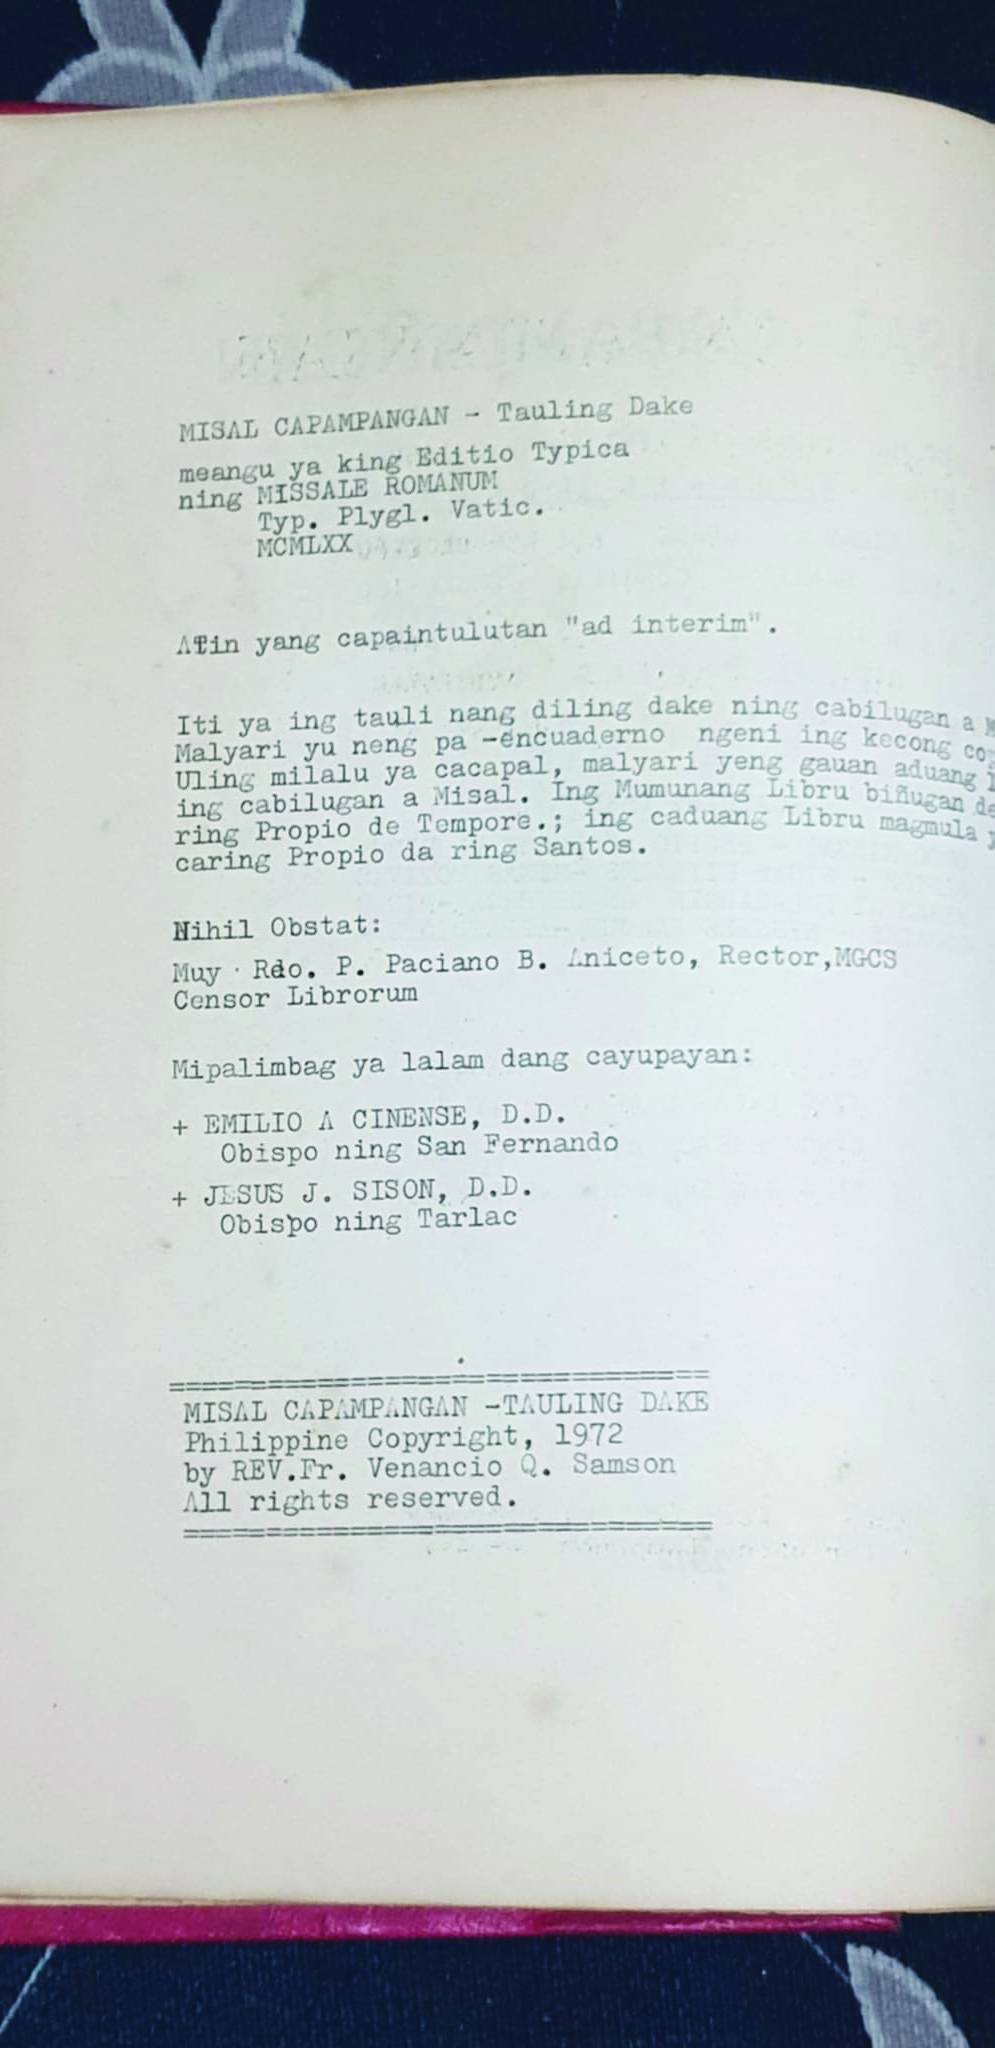 MISAL CAPAMPANGAN - Tauling Dake
meangu ya king Editio Typica
ning MISSALE ROMANUM
Typ. Plygl. Vatic.
MCMLXX
Atin yang capaintulutan "ad interim".
Iti ya ing tauli nang diling dake ning cabilugan a
Malyari yu neng pa -encuaderno ngeni ing kecong
Uling milalu ya cacapal, malyari yeng gauan aduang
ing cabilugan a Misal. Ing Mumunang Libru biñugan
ring Propio de Tempore.; ing caduang Libru magmula
caring Propio da ring Santos.
Nihil Obstat:
Muy Rdo. P. Paciano B. Aniceto, Rector,MGCS
Censor Librorum
Mipalimbag ya lalam dang cayupayan:
+ EMILIO A CINENSE, D.D.
Obispo ning San Fernando
+ JESUS J. SISON, D.D.
Obispo ning Tarlac
================================
MISAL CAPAMPANGAN -TAULING DAKE
Philippine Copyright, 1972
by REV.Fr. Venancio Q. Samson
All rights reserved.
================================